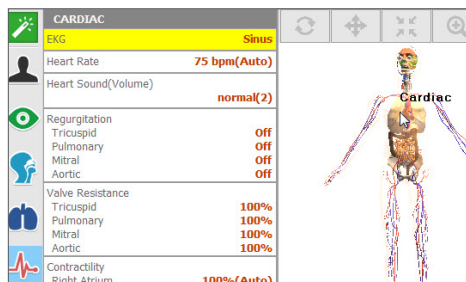 CARDIAC
EKG Sinus
Heart Rate 75 bpm(Auto)
Heart Sound(Volume)
normal(2)
Regurgitation
Tricuspid Off
Pulmonary Off
Mitral Off
Aortic Off
Valve Resistance
Tricuspid 100%
Pulmonary 100%
Mitral 100%
Aortic 100%
Contractility
Right Atrium 100%(Auto)
Cardiac